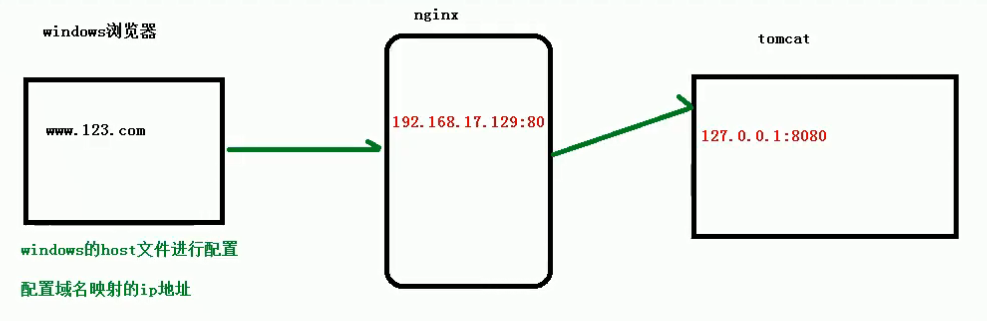 nginx
windows浏览器
tomcat
www.123.com
192.168.17.129:80
127.0.0.1:8080
windows的host文件进行配置
配置域名映射的ip地址